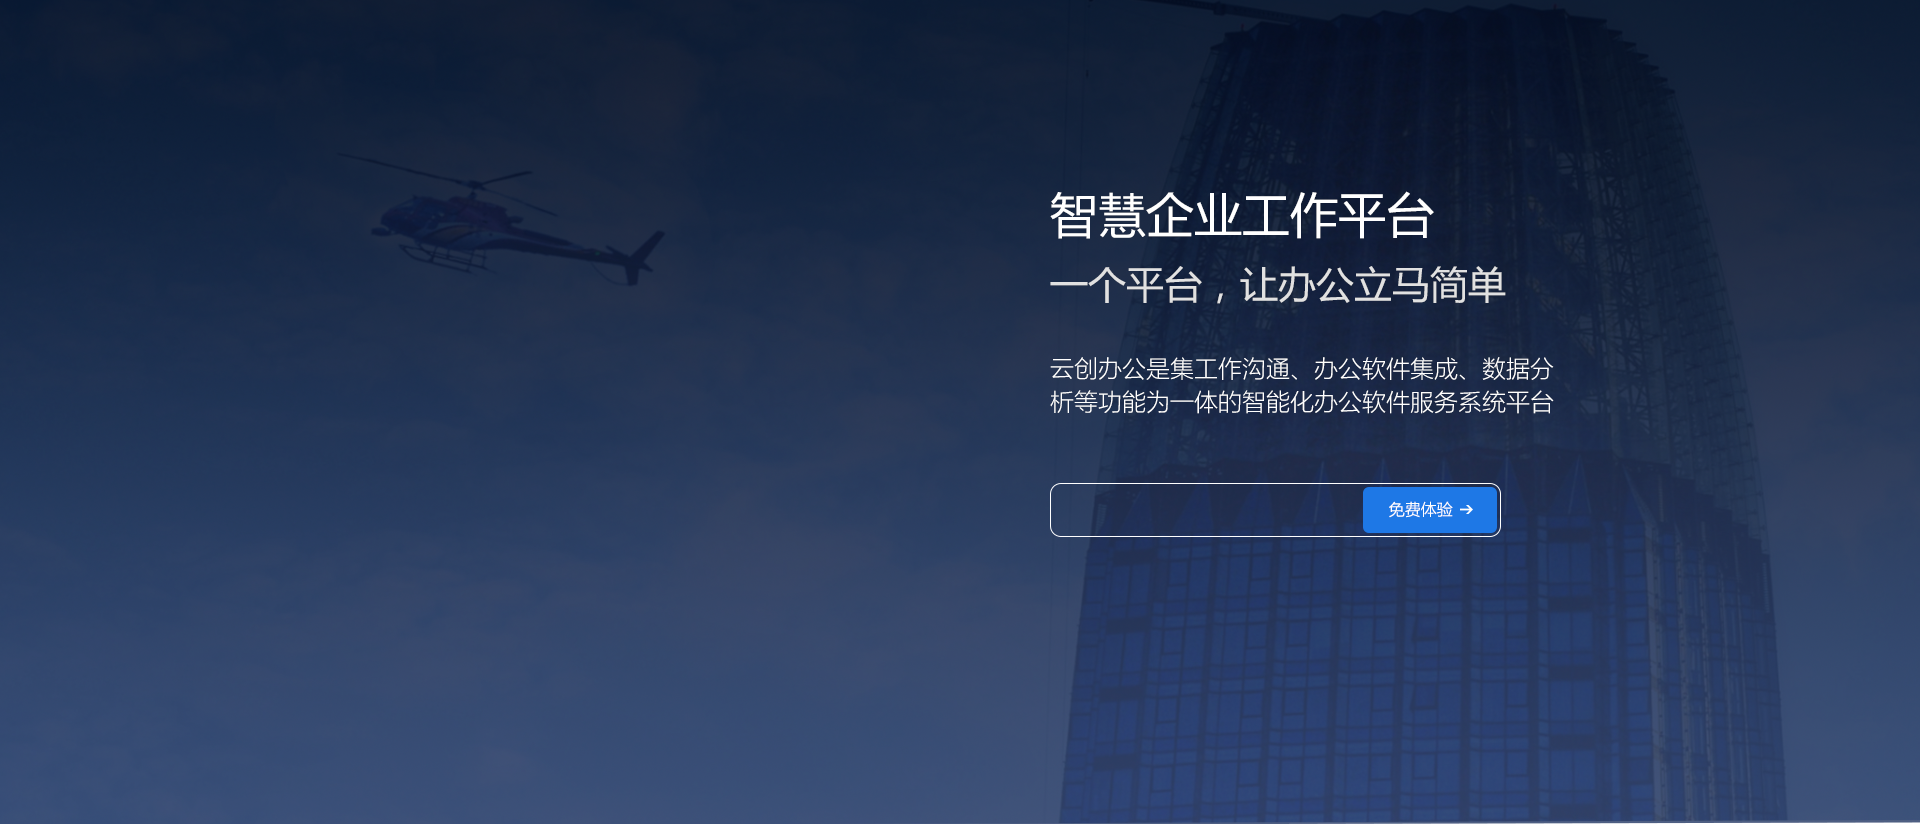 智慧企业工作平台
一个平台，让办公立马简单
云创办公是集工作沟通、办公软件集成、数据分
析等功能为一体的智能化办公软件服务系统平台
免费体验 →